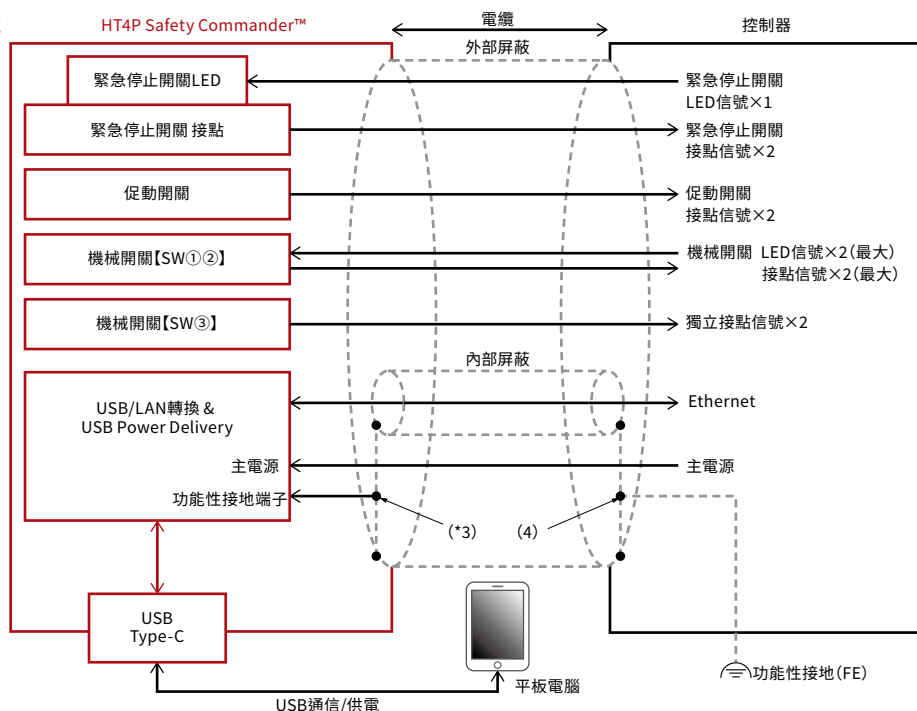 HT4P Safety Commander™
電纜
控制器
外部屏蔽
緊急停止開關LED
緊急停止開關
LED信號×1
緊急停止開關 接點
緊急停止開關
接點信號×2
促動開關
促動開關
接點信號×2
機械開關【SW①②】
機械開關 LED信號×2(最大)
接點信號×2(最大)
機械開關【SW③】
獨立接點信號×2
內部屏蔽
USB/LAN轉換 &
USB Power Delivery
Ethernet
主電源
主電源
功能性接地端子
(*3)
(4)
USB
Type-C
平板電腦
功能性接地(FE)
USB通信/供電